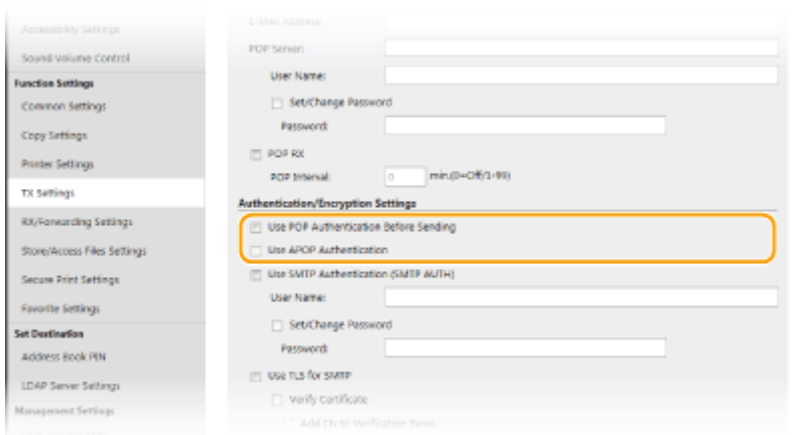 Accessibility Settings
Sound Volume Control
Function Settings
Common Settings
Copy Settings
Printer Settings
TX Settings
RX/Forwarding Settings
Store/Access Files Settings
Secure Print Settings
Favorite Settings
Set Destination
Address Book PIN
LDAP Server Settings
Management Settings
E-Mail Address:
POP Server:
User Name:
Set/Change Password
Password:
POP RX
POP Interval: 0 min.(0=Off/1-99)
Authentication/Encryption Settings
Use POP Authentication Before Sending
Use APOP Authentication
Use SMTP Authentication (SMTP AUTH)
User Name:
Set/Change Password
Password:
Use TLS for SMTP
Verify Certificate
Add CN to Verification Items